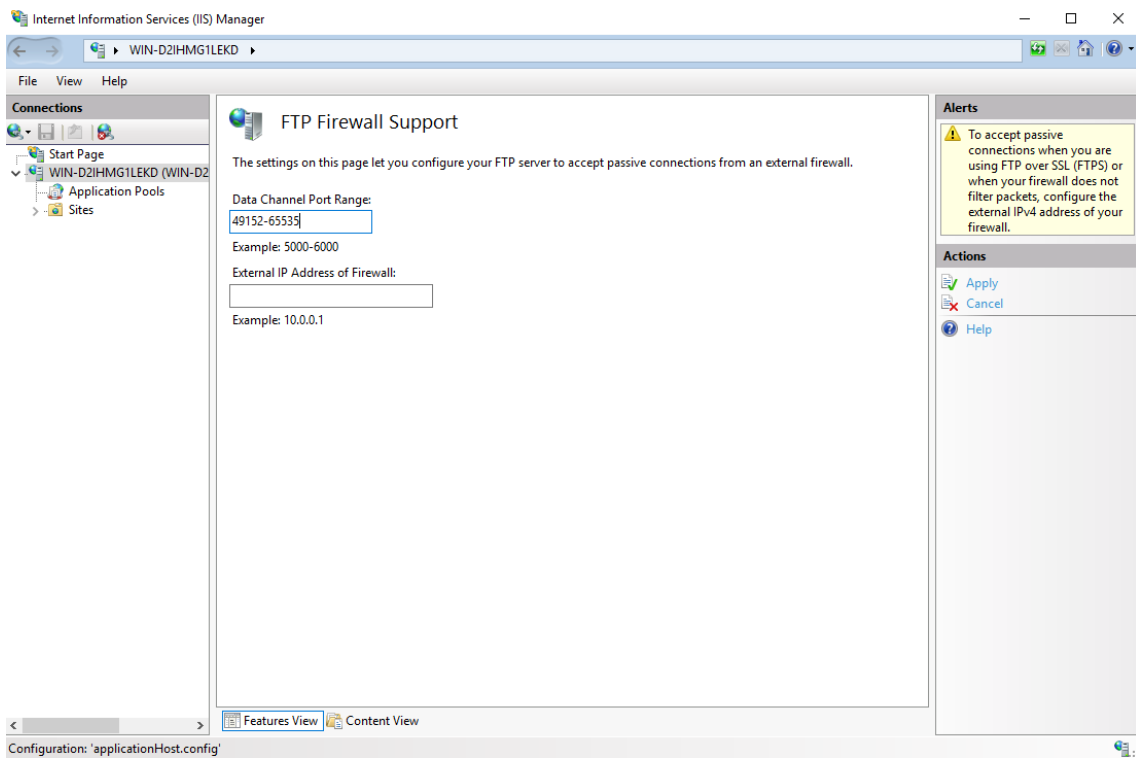 Internet Information Services (IIS) Manager
WIN-D2IHMG1LEKD
File View Help
Connections
Start Page
WIN-D2IHMG1LEKD (WIN-D2
Application Pools
Sites
FTP Firewall Support
The settings on this page let you configure your FTP server to accept passive connections from an external firewall.
Data Channel Port Range:
49152-65535
Example: 5000-6000
External IP Address of Firewall:
Example: 10.0.0.1
Features View Content View
Alerts
To accept passive
connections when you are
using FTP over SSL (FTPS) or
when your firewall does not
filter packets, configure the
external IPv4 address of your
firewall.
Actions
Apply
Cancel
Help
Configuration: 'applicationHost.config'